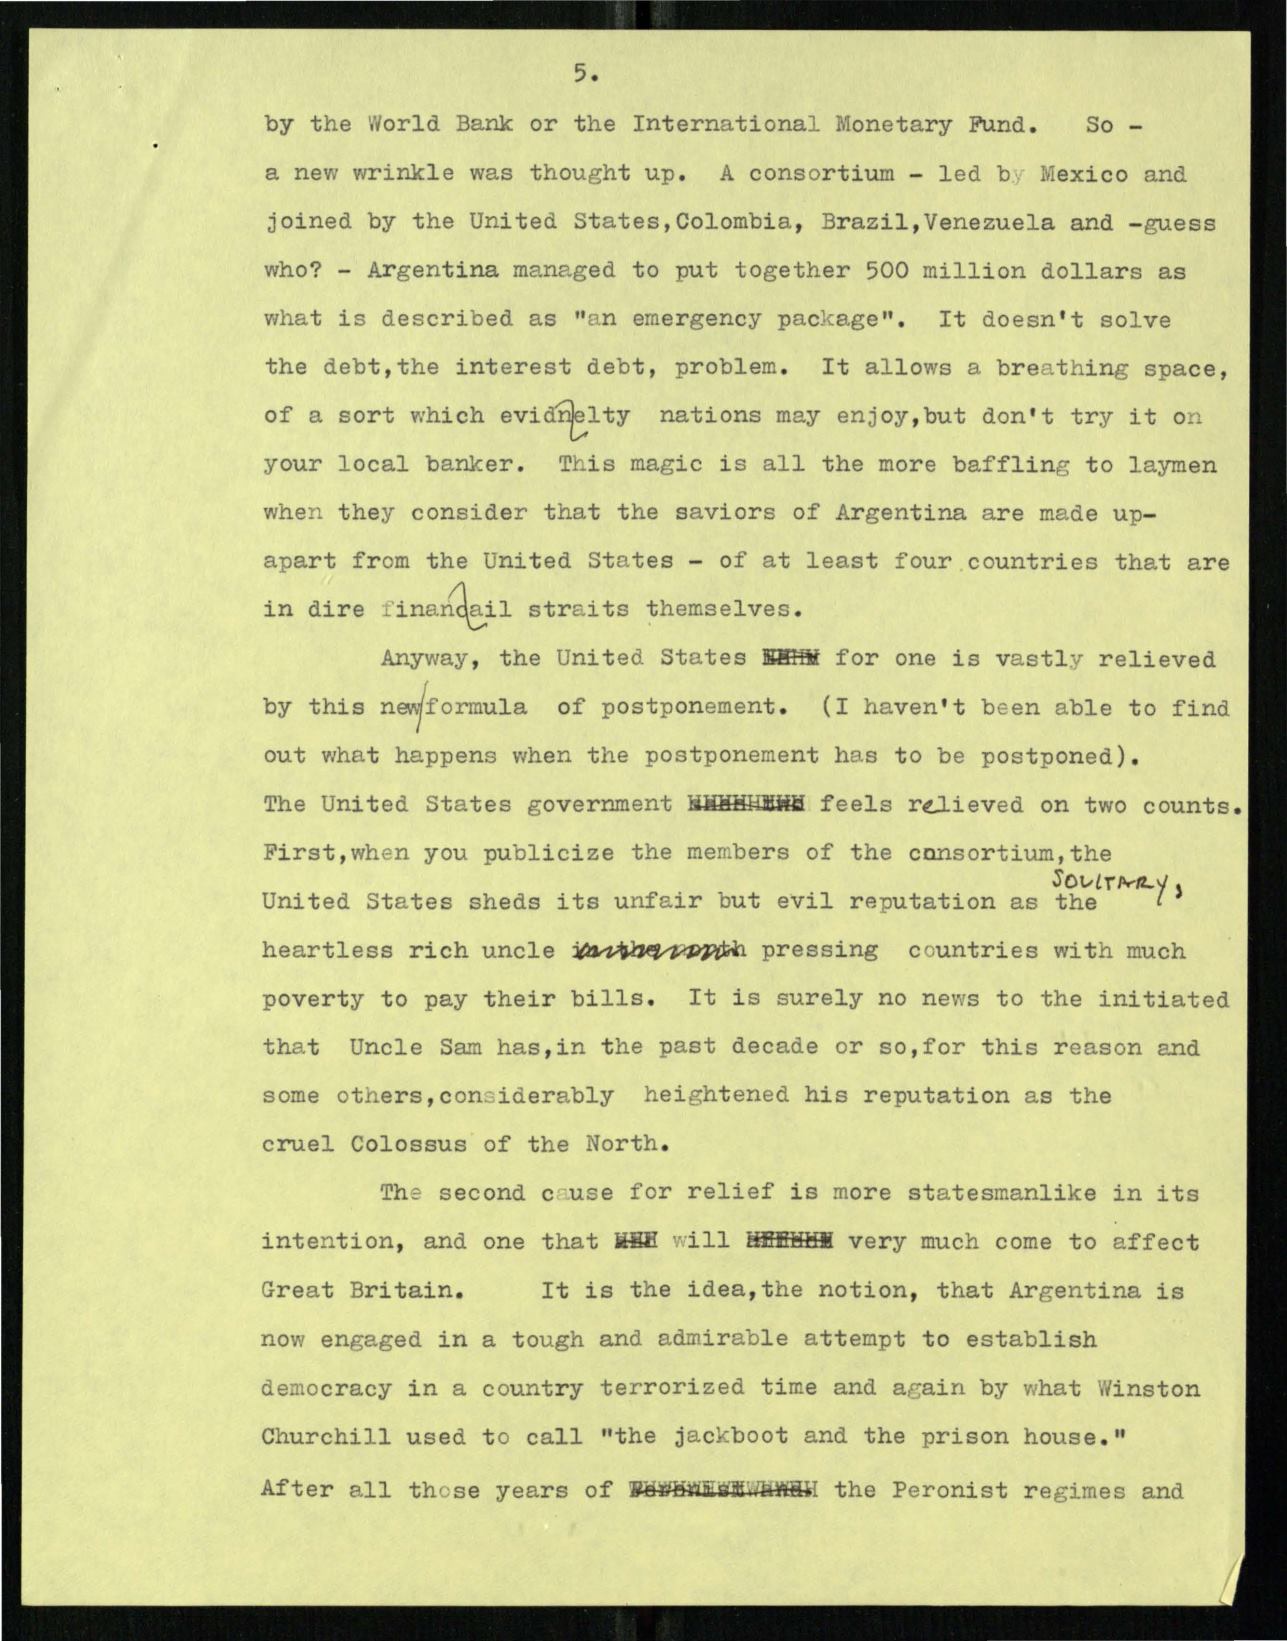 5.
by the World Bank or the International Monetary Fund.   So -
a new wrinkle was thought up.  A consortium - led by Mexico and
joined by the United States,Colombia, Brazil,Venezuela and -guess
who? - Argentina managed to put together 500 million dollars as
what is described as "an emergency package".  It doesn't solve
the debt,the interest debt, problem.  It allows a breathing space,
of a sort which evidnelty  nations may enjoy,but don't try it on
your local banker.  This magic is all the more baffling to laymen
when they consider that the saviors of Argentina are made up-
apart from the United States - of at least four countries that are
in dire financail straits themselves.
Anyway, the United States for one is vastly relieved
by this new/formula  of postponement.  (I haven't been able to find
out what happens when the postponement has to be postponed).
The United States government feels relieved on two counts.
First,when you publicize the members of the consortium,the
SOLITARY,
United States sheds its unfair but evil reputation as the
heartless rich uncle in the north pressing  countries with much
poverty to pay their bills.  It is surely no news to the initiated
that  Uncle Sam has,in the past decade or so,for this reason and
some others,considerably  heightened his reputation as the
cruel Colossus of the North.
The second cause for relief is more statesmanlike in its
intention, and one that will very much come to affect
Great Britain.     It is the idea,the notion, that Argentina is
now engaged in a tough and admirable attempt to establish
democracy in a country terrorized time and again by what Winston
Churchill used to call "the jackboot and the prison house."
After all those years of the Peronist regimes and